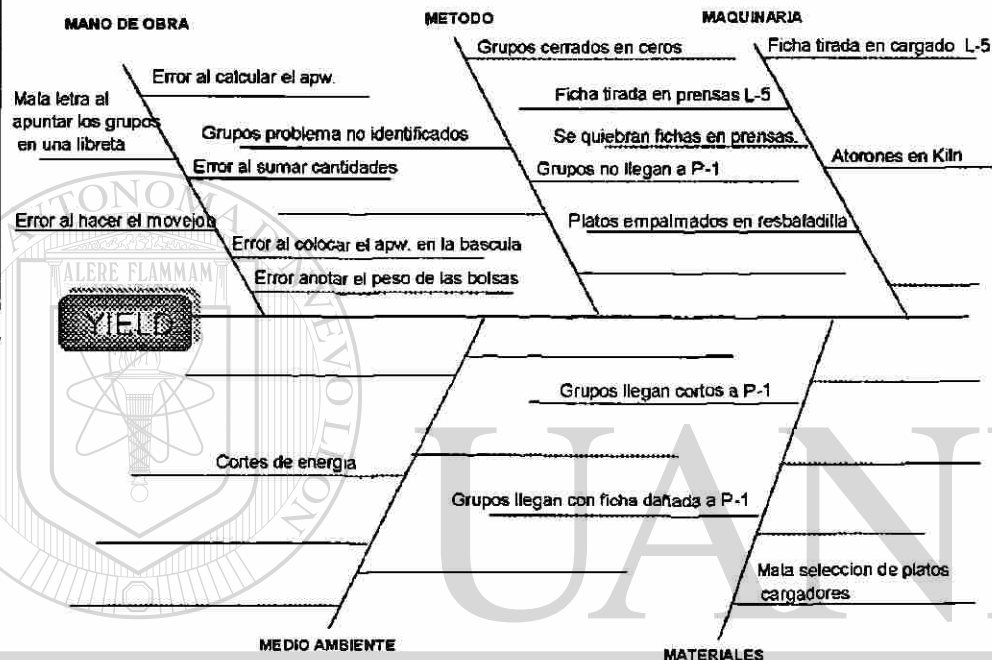 MANO DE OBRA
METODO
MAQUINARIA
Error al calcular el apw.
Mala letra al
apuntar los grupos
en una libreta
Grupos problema no identificados
Error al sumar cantidades
Error al hacer el movejob
Error al colocar el apw. en la bascula
Error anotar el peso de las bolsas
Grupos cerrados en ceros
Ficha tirada en prensas L-5
Se quiebran fichas en prensas.
Grupos no llegan a P-1
Platos empalmados en resbaladilla
Ficha tirada en cargado L-5
Atorones en Kiln
YIELD
Cortes de energia
Grupos llegan cortos a P-1
Grupos llegan con ficha dañada a P-1
Mala seleccion de platos
cargadores
MEDIO AMBIENTE
MATERIALES
ALERE FLAMMAM
UAN